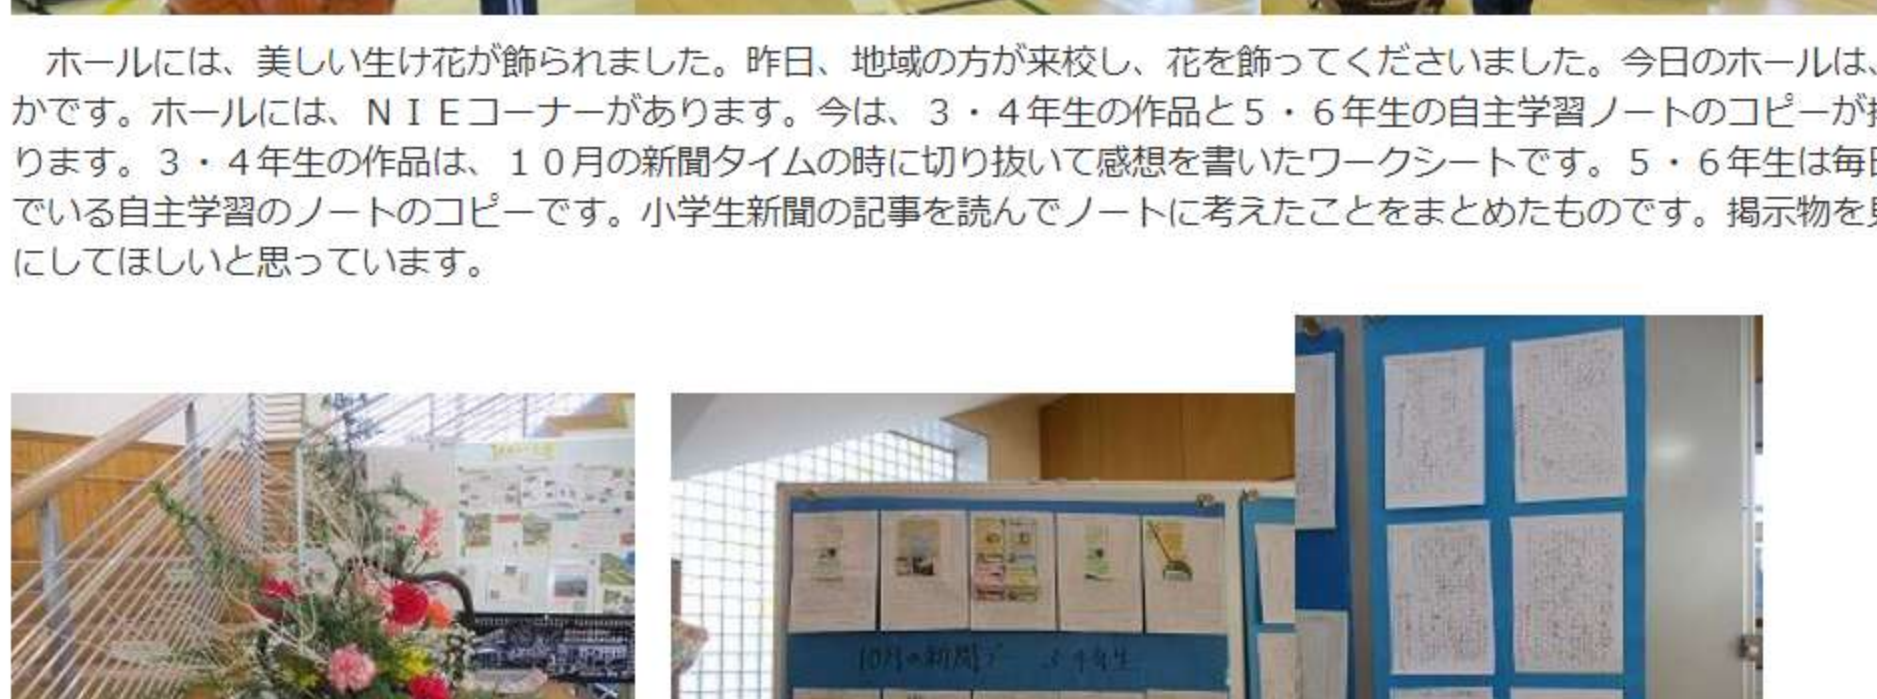 ホールには、美しい生け花が飾られました。昨日、地域の方が来校し、花を飾ってくださいました。今日のホールは、
かです。ホールには、ＮＩＥコーナーがあります。今は、３・４年生の作品と５・６年生の自主学習ノートのコピーが
ります。３・４年生の作品は、１０月の新聞タイムの時に切り抜いて感想を書いたワークシートです。５・６年生は毎
でいる自主学習のノートのコピーです。小学生新聞の記事を読んでノートに考えたことをまとめたものです。掲示物を
にしてほしいと思っています。